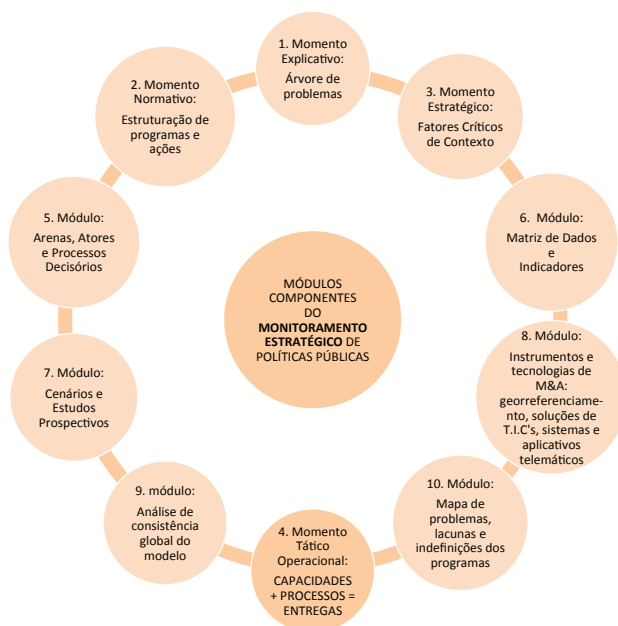 1. Momento
Explicativo:
Árvore de
problemas
2. Momento
Normativo:
Estruturação de
programas e
ações
3. Momento
Estratégico:
Fatores Críticos
de Contexto
5. Módulo:
Arenas, Atores
e Processos
Decisórios
6. Módulo:
Matriz de Dados
e
Indicadores
MÓDULOS
COMPONENTES
DO
MONITORAMENTO
ESTRATÉGICO DE
POLÍTICAS PÚBLICAS
7. Módulo:
Cenários e
Estudos
Prospectivos
8. Módulo:
Instrumentos e
tecnologias de
M&A:
georreferenciame-
nto, soluções de
T.I.C's, sistemas e
aplicativos
telemáticos
9. módulo:
Análise de
consistência
global do
modelo
10. Módulo:
Mapa de
problemas,
lacunas e
indefinições dos
programas
4. Momento
Tático
Operacional:
CAPACIDADES
+ PROCESSOS =
ENTREGAS